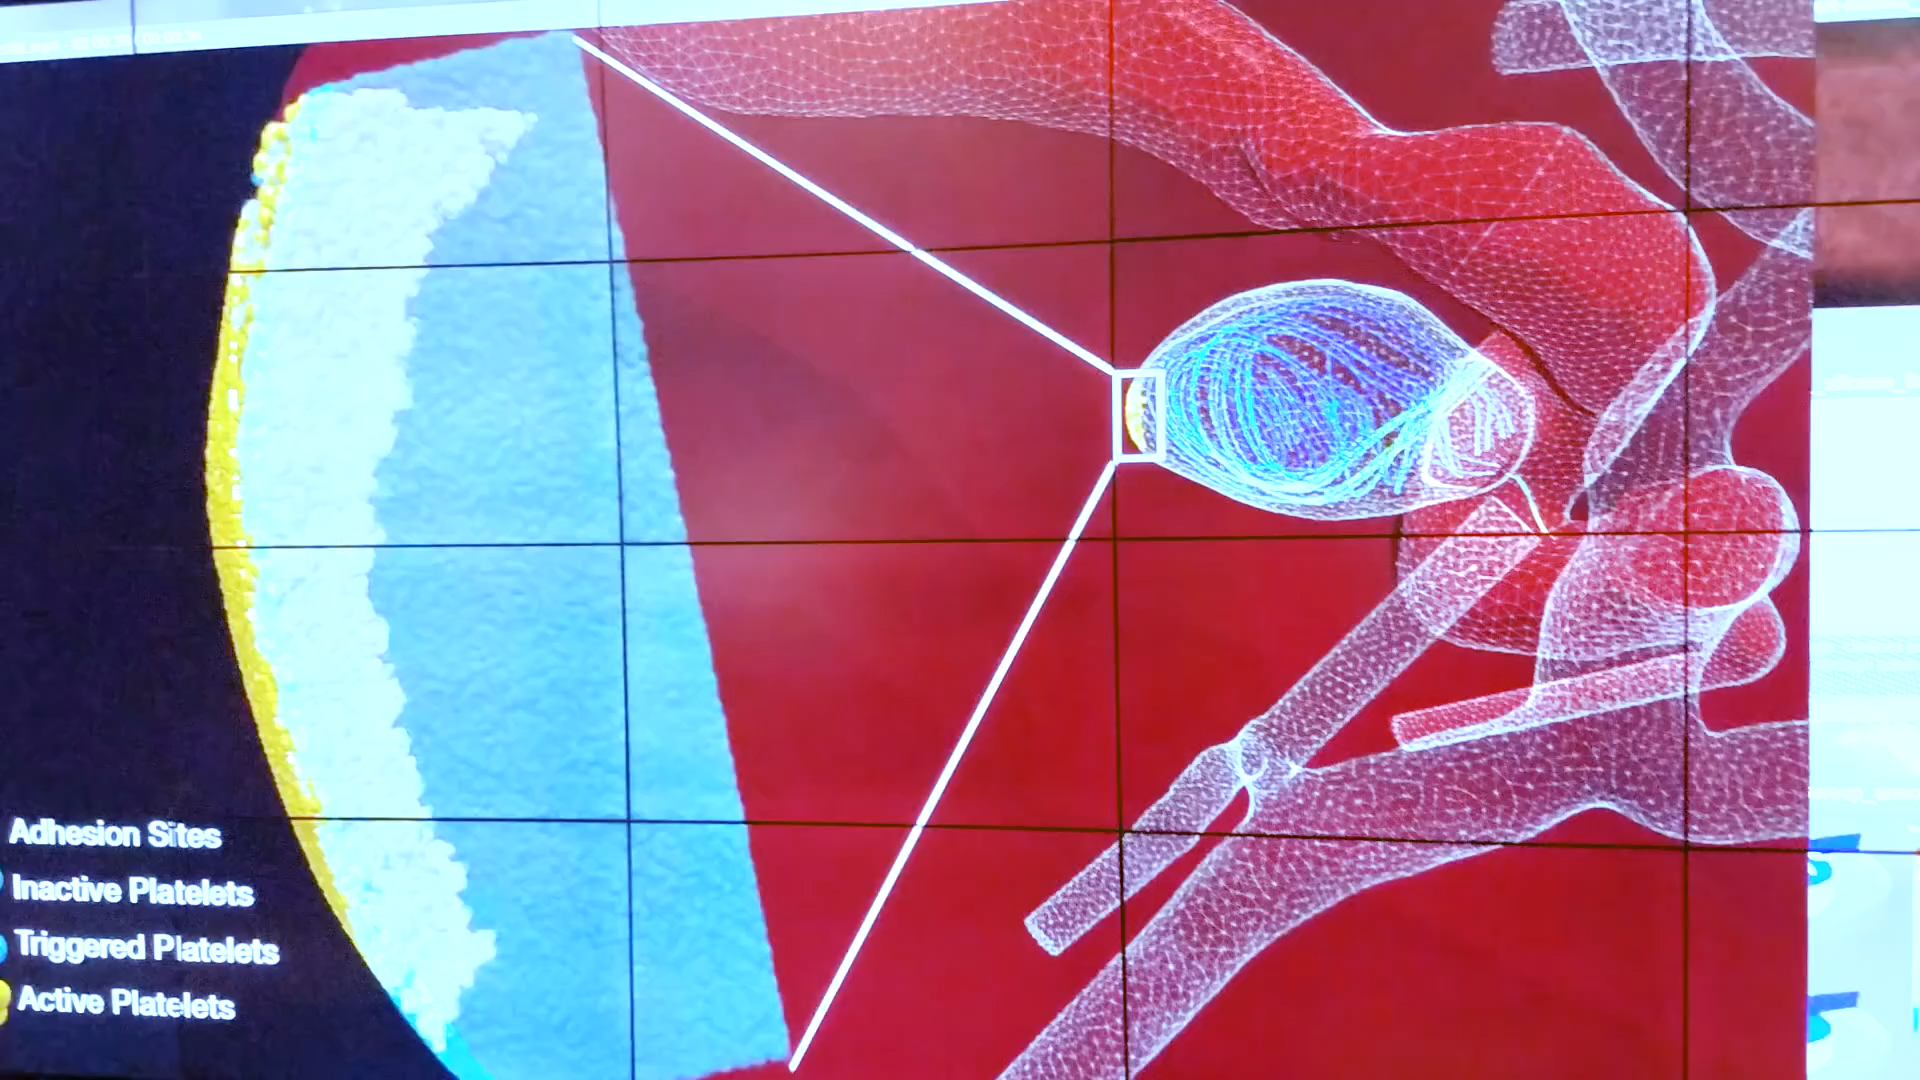 Adhesion Sites
Inactive Platelets
Triggered Platelets
Active Platelets